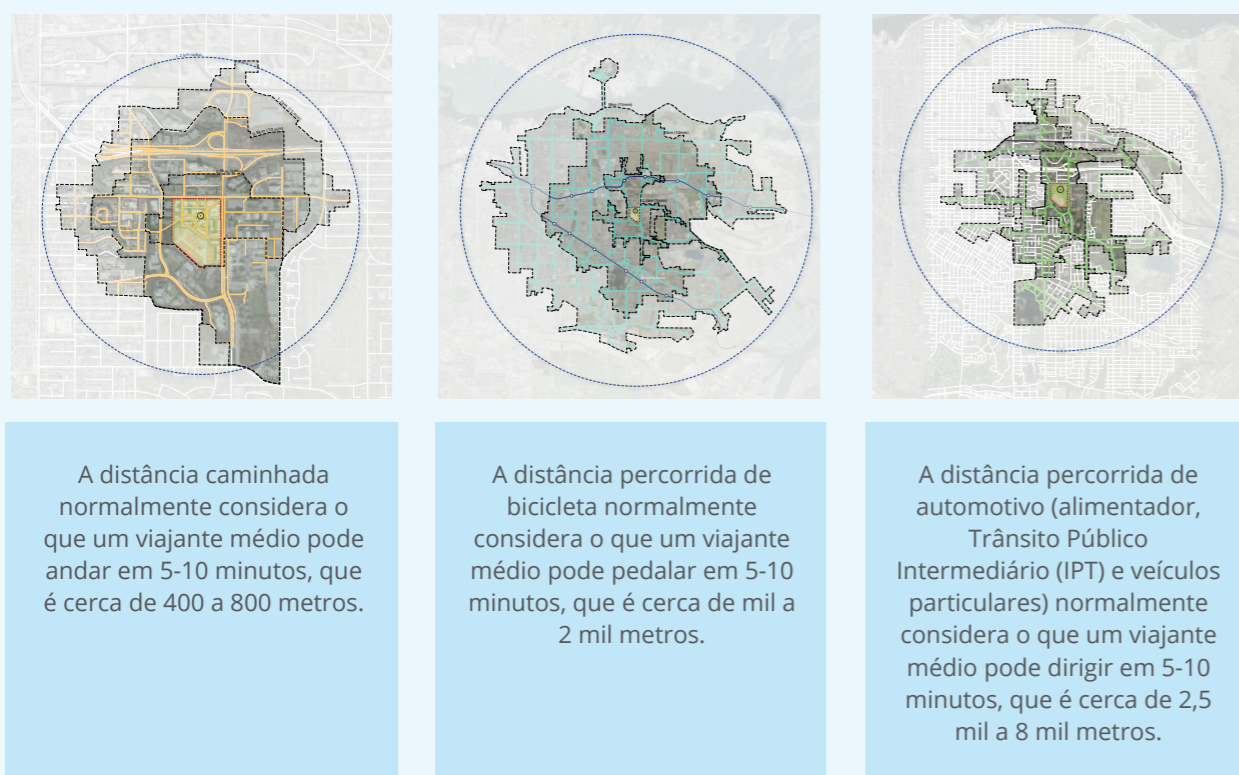 A distância caminhada
normalmente considera o
que um viajante médio pode
andar em 5-10 minutos, que
é cerca de 400 a 800 metros.
A distância percorrida de
bicicleta normalmente
considera o que um viajante
médio pode pedalar em 5-10
minutos, que é cerca de mil a
2 mil metros.
A distância percorrida de
automotivo (alimentador,
Trânsito Público
Intermediário (IPT) e veículos
particulares) normalmente
considera o que um viajante
médio pode dirigir em 5-10
minutos, que é cerca de 2,5
mil a 8 mil metros.